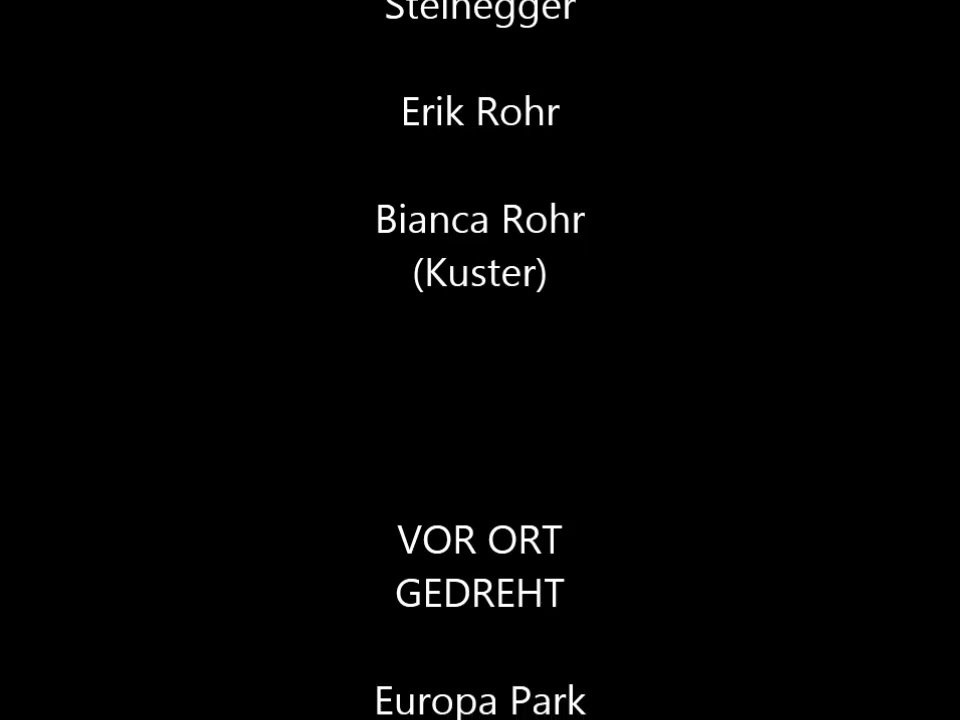 Steinegger
Erik Rohr
Bianca Rohr
(Kuster)
VOR ORT
GEDREHT
Europa Park